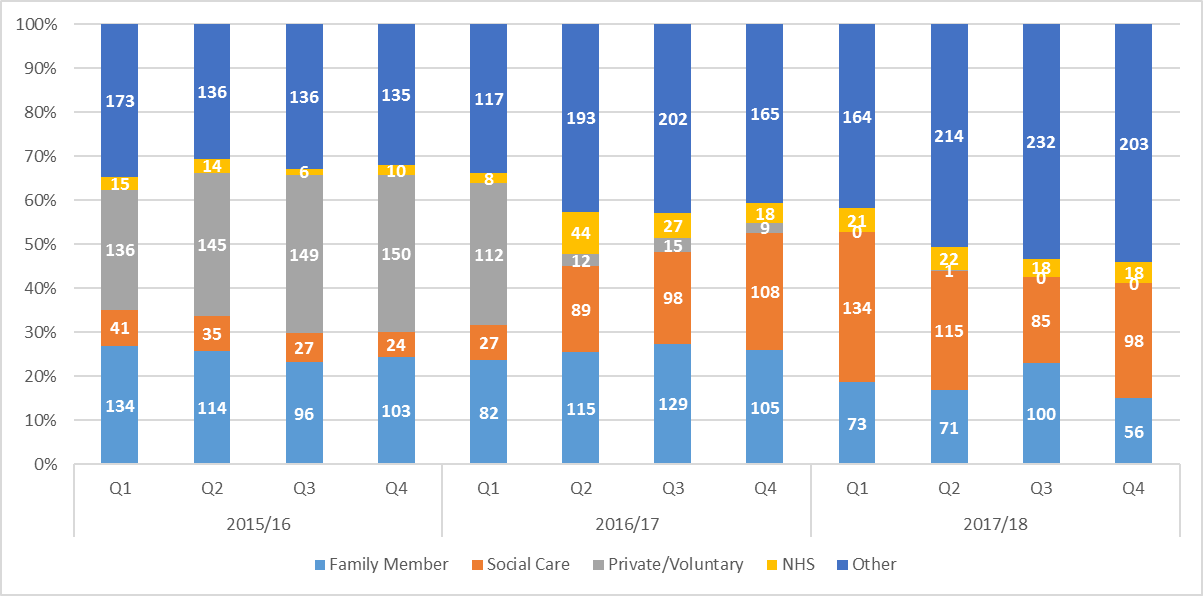 100%
90%
80%
70%
60%
50%
40%
30%
20%
10%
0%
173 136 136 135 117 193 202 165 164 214 232 203
15 14 6 10 8 44 27 18 21 22 18 18
136 145 149 150 112 12 15 9 0 1 0 0
41 35 27 24 27 89 98 108 134 115 85 98
134 114 96 103 82 115 129 105 73 71 100 56
Q1 Q2 Q3 Q4 Q1 Q2 Q3 Q4 Q1 Q2 Q3 Q4
2015/16 2016/17 2017/18
Family Member Social Care Private/Voluntary NHS Other